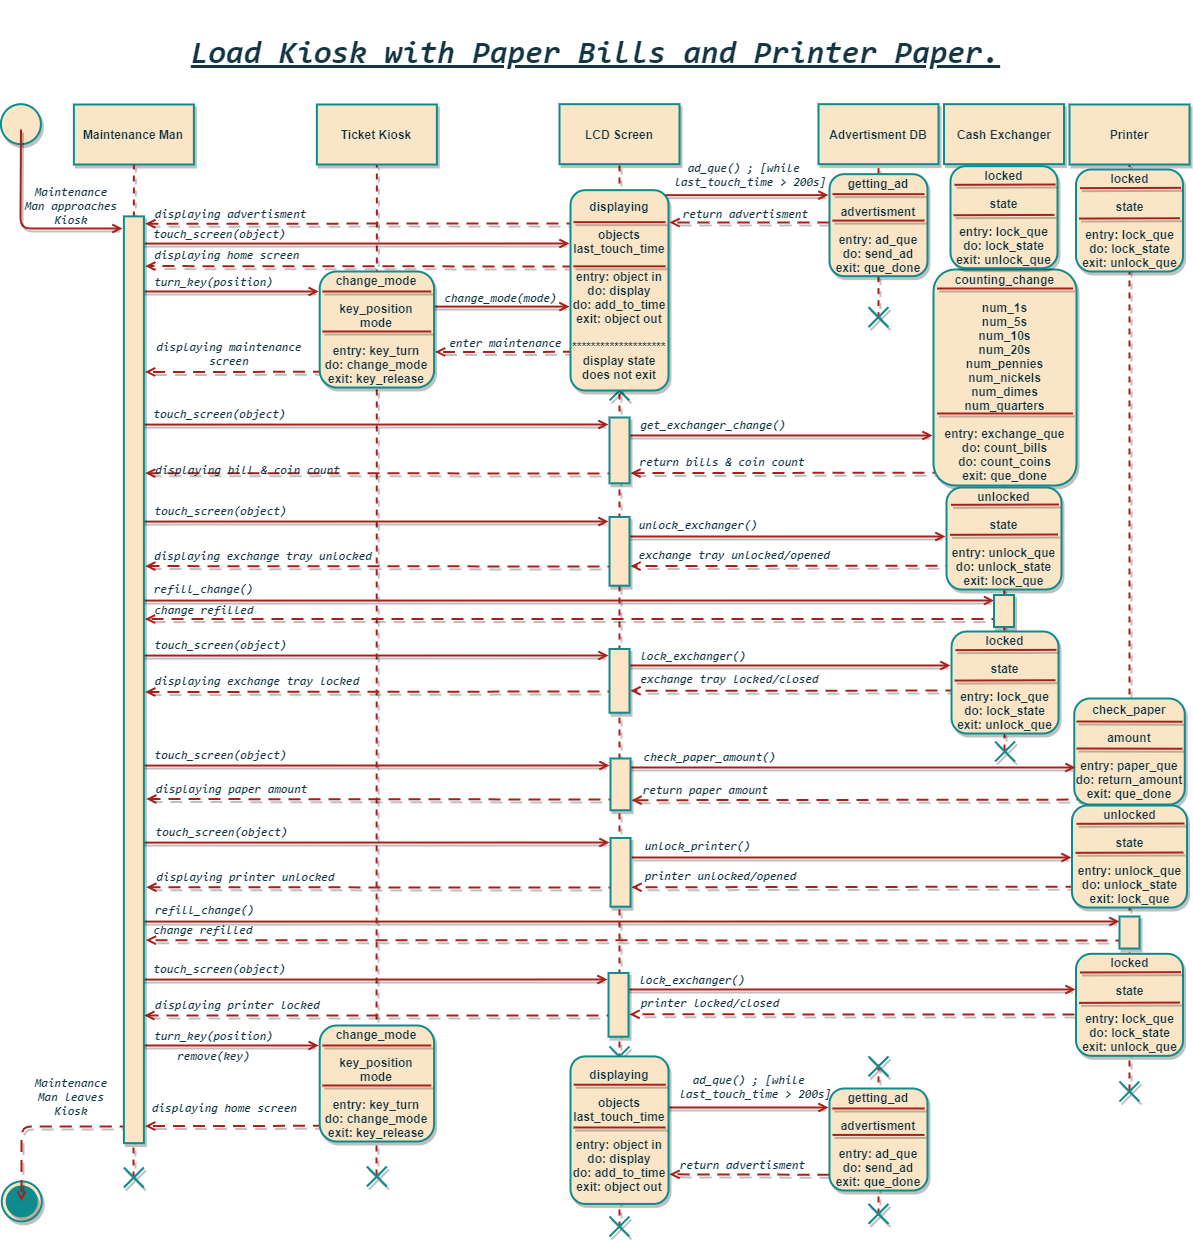 Load Kiosk with Paper Bills and Printer Paper.
Maintenance Man
Ticket Kiosk
LCD Screen
Advertisment DB
Cash Exchanger
Printer
Maintenance
Man approaches
Kiosk
ad_que() ; [while
last_touch_time > 200s]
displaying
objects
last_touch_time
entry: object in
do: display
do: add_to_time
exit: object out
********************
display state
does not exit
getting_ad
advertisment
entry: ad_que
do: send_ad
exit: que_done
locked
state
entry: lock_que
do: lock_state
exit: unlock_que
locked
state
entry: lock_que
do: lock_state
exit: unlock_que
displaying advertisment
return advertisment
touch_screen(object)
displaying home screen
turn_key(position)
change_mode
key_position
mode
entry: key_turn
do: change_mode
exit: key_release
change_mode(mode)
enter maintenance
displaying maintenance
screen
counting_change
num_1s
num_5s
num_10s
num_20s
num_pennies
num_nickels
num_dimes
num_quarters
entry: exchange_que
do: count_bills
do: count_coins
exit: que_done
touch_screen(object)
get_exchanger_change()
return bills & coin count
displaying bill & coin count
touch_screen(object)
unlock_exchanger()
unlocked
state
entry: unlock_que
do: unlock_state
exit: lock_que
exchange tray unlocked/opened
displaying exchange tray unlocked
refill_change()
change refilled
touch_screen(object)
lock_exchanger()
locked
state
entry: lock_que
do: lock_state
exit: unlock_que
exchange tray locked/closed
displaying exchange tray locked
touch_screen(object)
check_paper_amount()
check_paper
amount
entry: paper_que
do: return_amount
exit: que_done
return paper amount
displaying paper amount
touch_screen(object)
unlock_printer()
unlocked
state
entry: unlock_que
do: unlock_state
exit: lock_que
printer unlocked/opened
displaying printer unlocked
refill_change()
change refilled
touch_screen(object)
lock_exchanger()
locked
state
entry: lock_que
do: lock_state
exit: unlock_que
printer locked/closed
displaying printer locked
turn_key(position)
remove(key)
change_mode
key_position
mode
entry: key_turn
do: change_mode
exit: key_release
displaying
objects
last_touch_time
entry: object in
do: display
do: add_to_time
exit: object out
ad_que() ; [while
last_touch_time > 200s]
getting_ad
advertisment
entry: ad_que
do: send_ad
exit: que_done
return advertisment
displaying home screen
Maintenance
Man leaves
Kiosk